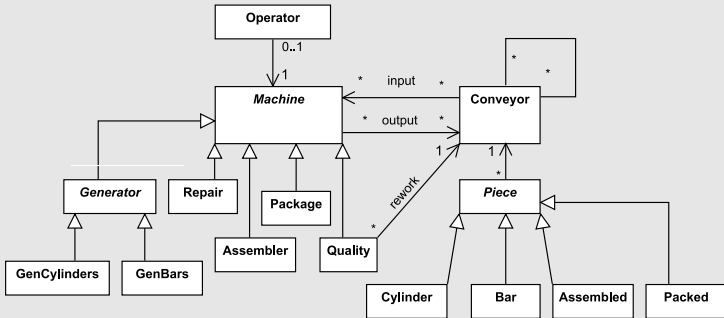 Operator
0..1
1
Machine
* input *
* output *
Conveyor
*
*
1
rework
*
1
*
Generator
Repair
Package
Assembler
Quality
Piece
GenCylinders
GenBars
Cylinder
Bar
Assembled
Packed